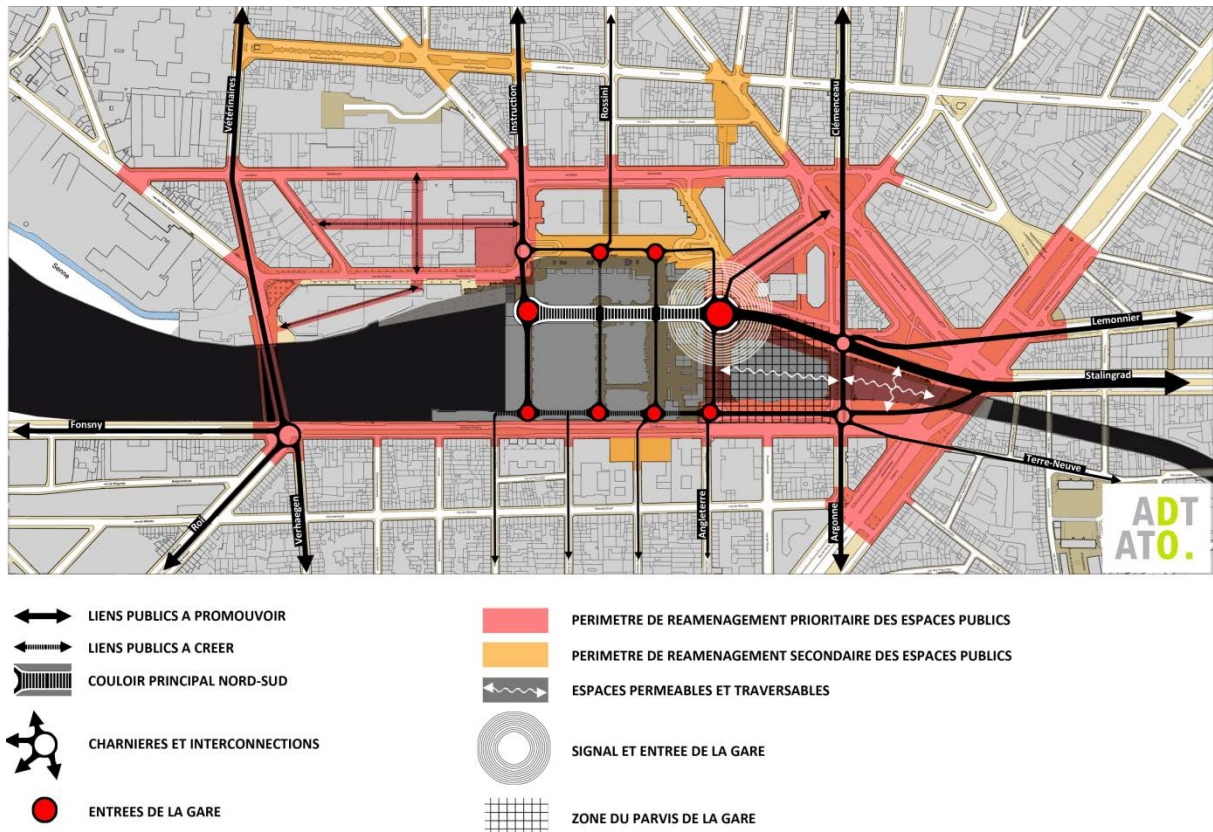 Vétérinaires
Instruction
Rossini
Clémenceau
Senne
Lemonnier
Stalingrad
Fonsny
Terre-Neuve
Roi
Verhaegen
Angleterre
Argonne
ADT
ATO.
LIENS PUBLICS A PROMOUVOIR
LIENS PUBLICS A CREER
COULOIR PRINCIPAL NORD-SUD
CHARNIERES ET INTERCONNECTIONS
ENTREES DE LA GARE
PERIMETRE DE REAMENAGEMENT PRIORITAIRE DES ESPACES PUBLICS
PERIMETRE DE REAMENAGEMENT SECONDAIRE DES ESPACES PUBLICS
ESPACES PERMEABLES ET TRAVERSABLES
SIGNAL ET ENTREE DE LA GARE
ZONE DU PARVIS DE LA GARE